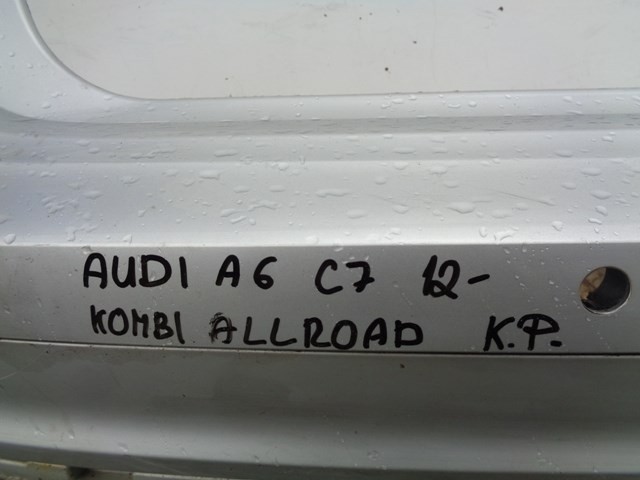 AUDI A6 C7 12-
KOMBI ALLROAD K.P.